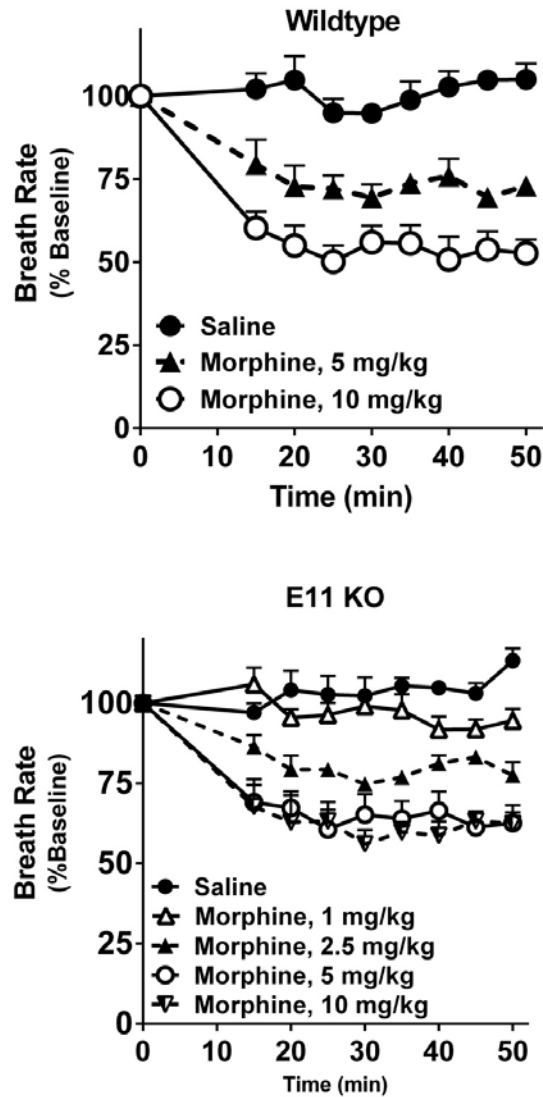 Wildtype
Breath Rate
(% Baseline)
100
75
50
25
0
Saline
Morphine, 5 mg/kg
Morphine, 10 mg/kg
0 10 20 30 40 50
Time (min)
E11 KO
Breath Rate
(%Baseline)
100
75
50
25
0
Saline
Morphine, 1 mg/kg
Morphine, 2.5 mg/kg
Morphine, 5 mg/kg
Morphine, 10 mg/kg
0 10 20 30 40 50
Time (min)